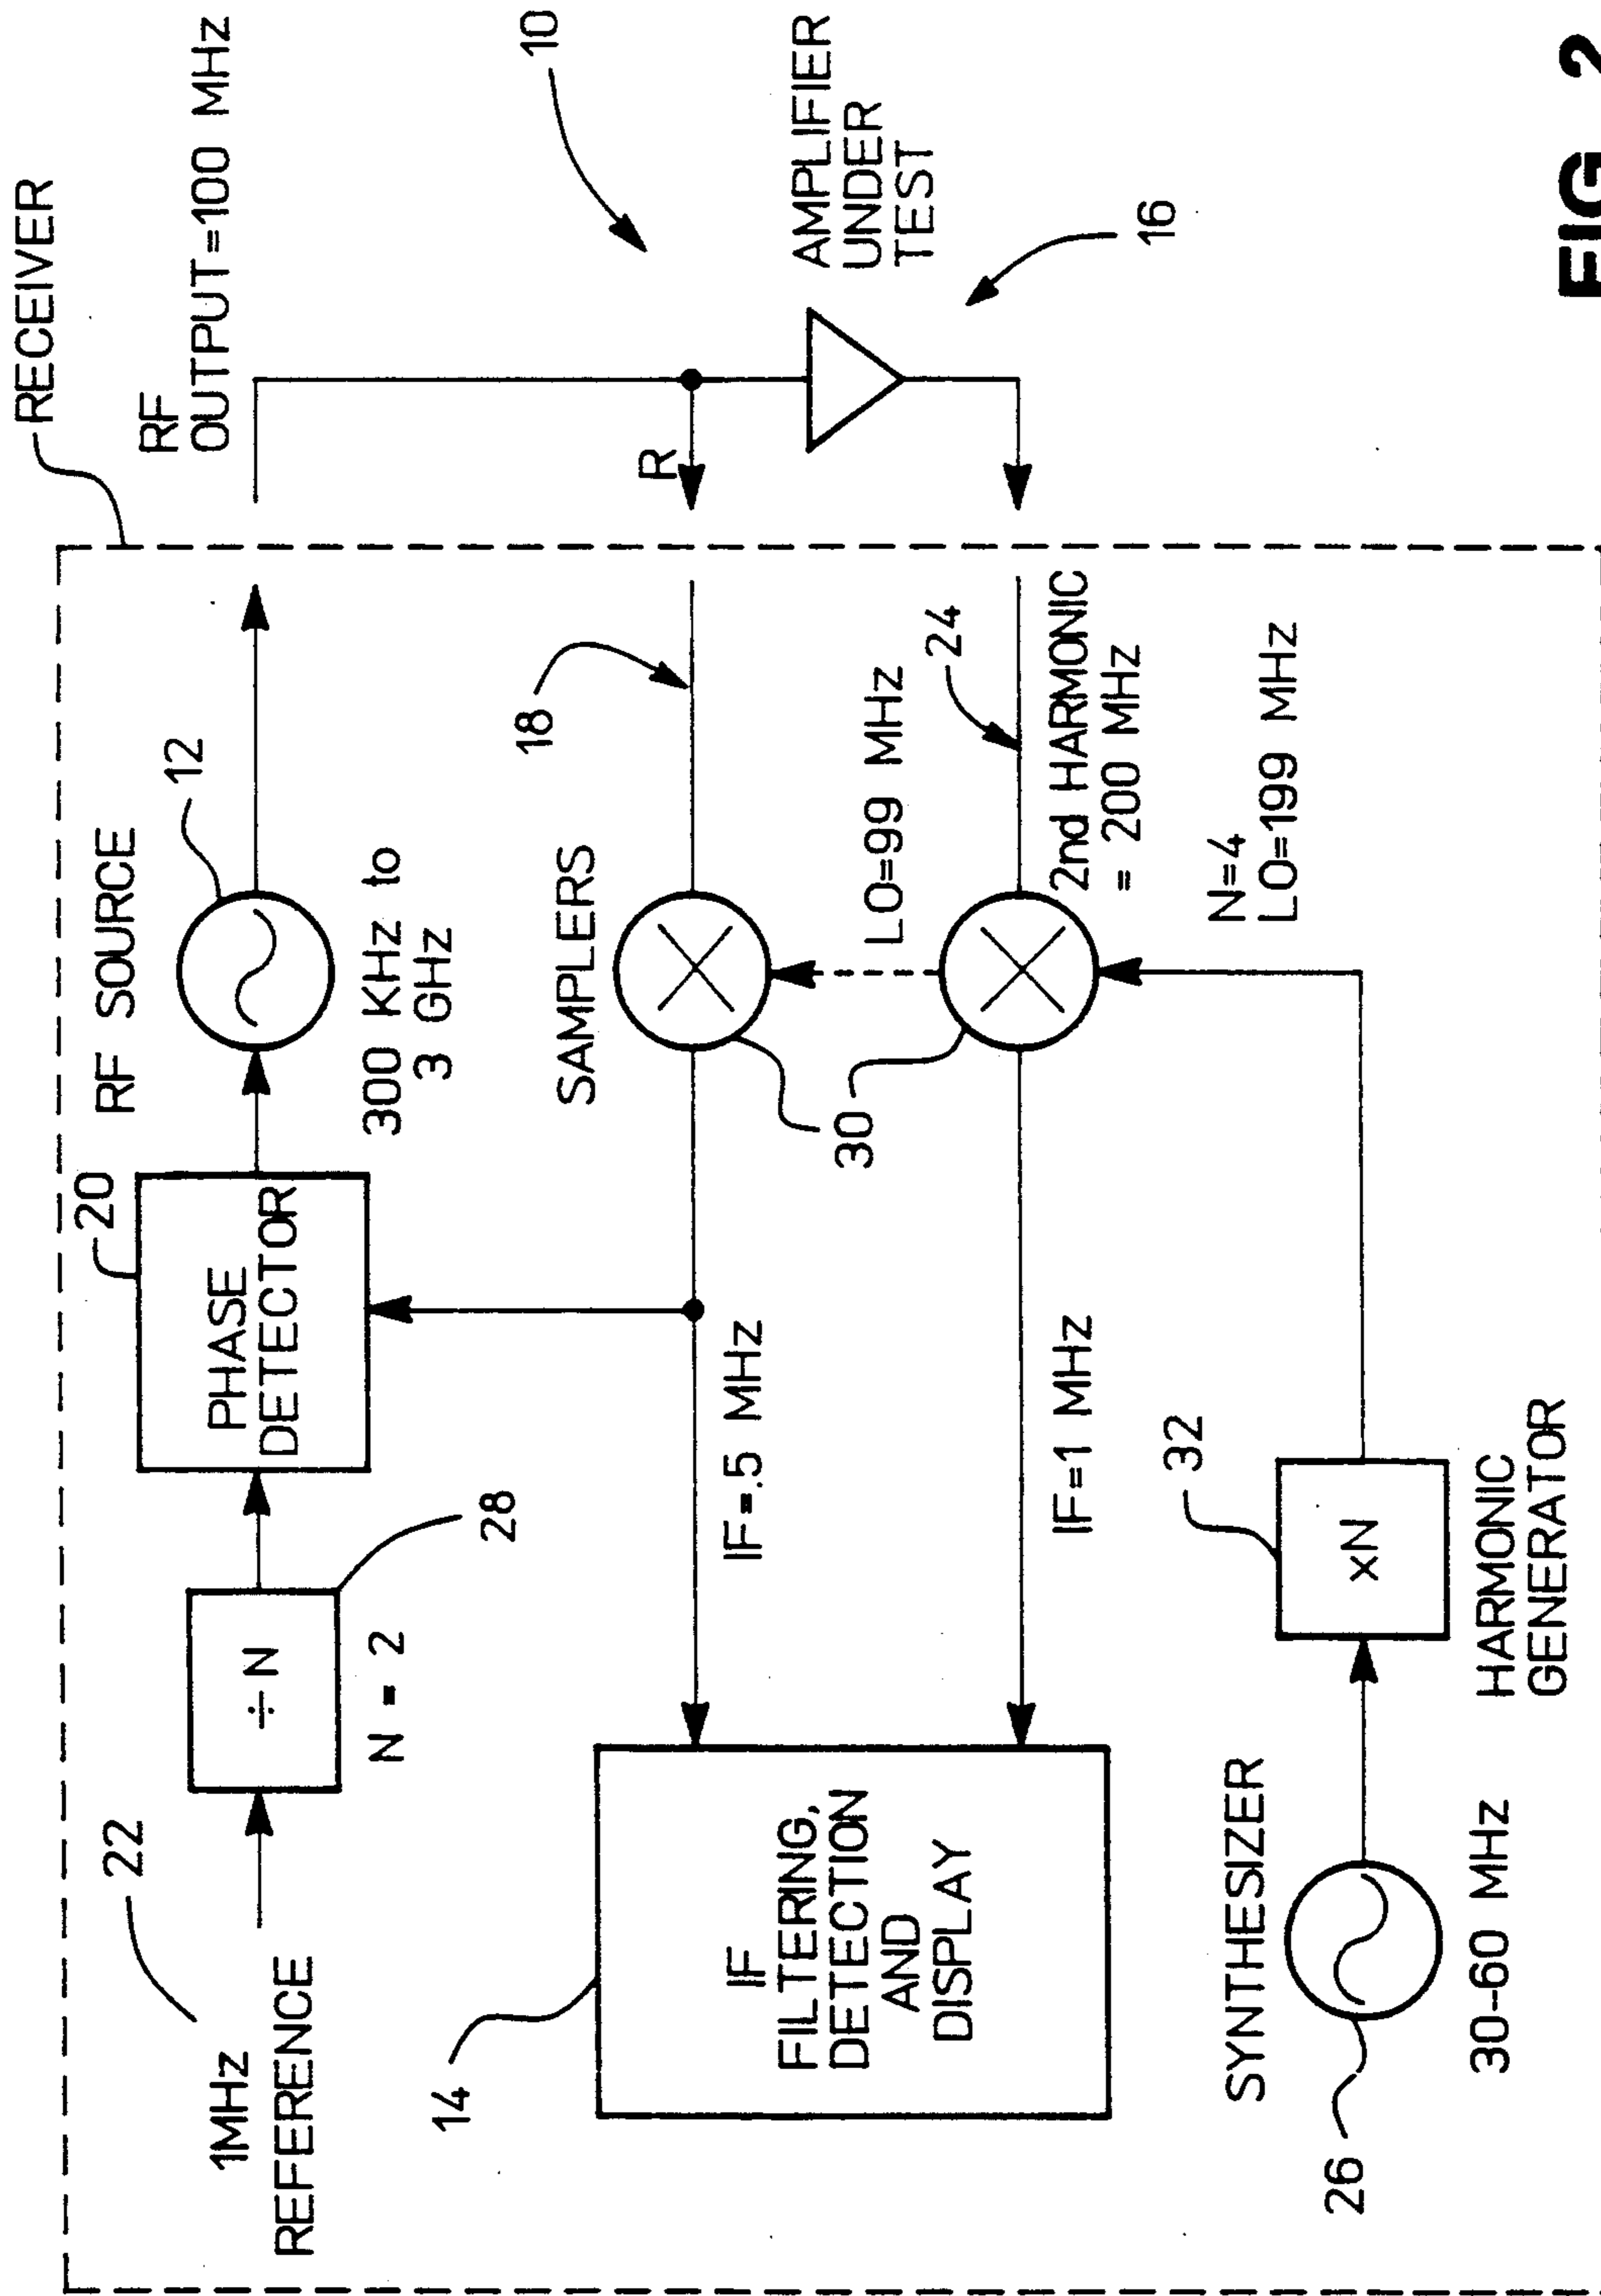 RECEIVER
RF
OUTPUT=100 MHz
10
AMPLIFIER
UNDER
TEST
16
R
RF SOURCE
12
300 KHz to
3 GHz
20
PHASE
DETECTOR
28
÷N
N = 2
22
1MHz
REFERENCE
18
SAMPLERS
30
LO=99 MHz
24
2nd HARMONIC
= 200 MHz
N=4
LO=199 MHz
IF=.5 MHz
IF=1 MHz
14
IF
FILTERING,
DETECTION
AND
DISPLAY
32
xN
HARMONIC
GENERATOR
SYNTHESIZER
26
30-60 MHz
FIG 2